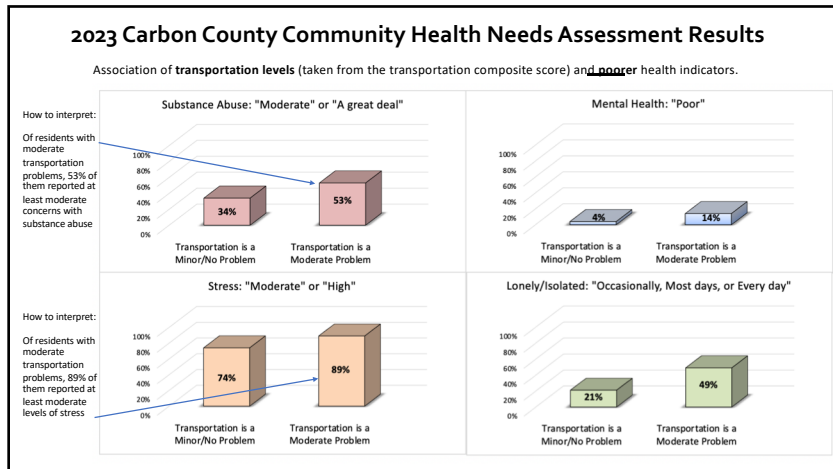 2023 Carbon County Community Health Needs Assessment Results
Association of transportation levels (taken from the transportation composite score) and poorer health indicators.
How to interpret:
Of residents with
moderate
transportation
problems, 53% of
them reported at
least moderate
concerns with
substance abuse
Substance Abuse: "Moderate" or "A great deal"
100%
80%
60%
40%
20%
0%
34%
53%
Transportation is a
Minor/No Problem
Transportation is a
Moderate Problem
Mental Health: "Poor"
100%
80%
60%
40%
20%
0%
4%
14%
Transportation is a
Minor/No Problem
Transportation is a
Moderate Problem
How to interpret:
Of residents with
moderate
transportation
problems, 89% of
them reported at
least moderate
levels of stress
Stress: "Moderate" or "High"
100%
80%
60%
40%
20%
0%
74%
89%
Transportation is a
Minor/No Problem
Transportation is a
Moderate Problem
Lonely/Isolated: "Occasionally, Most days, or Every day"
100%
80%
60%
40%
20%
0%
21%
49%
Transportation is a
Minor/No Problem
Transportation is a
Moderate Problem